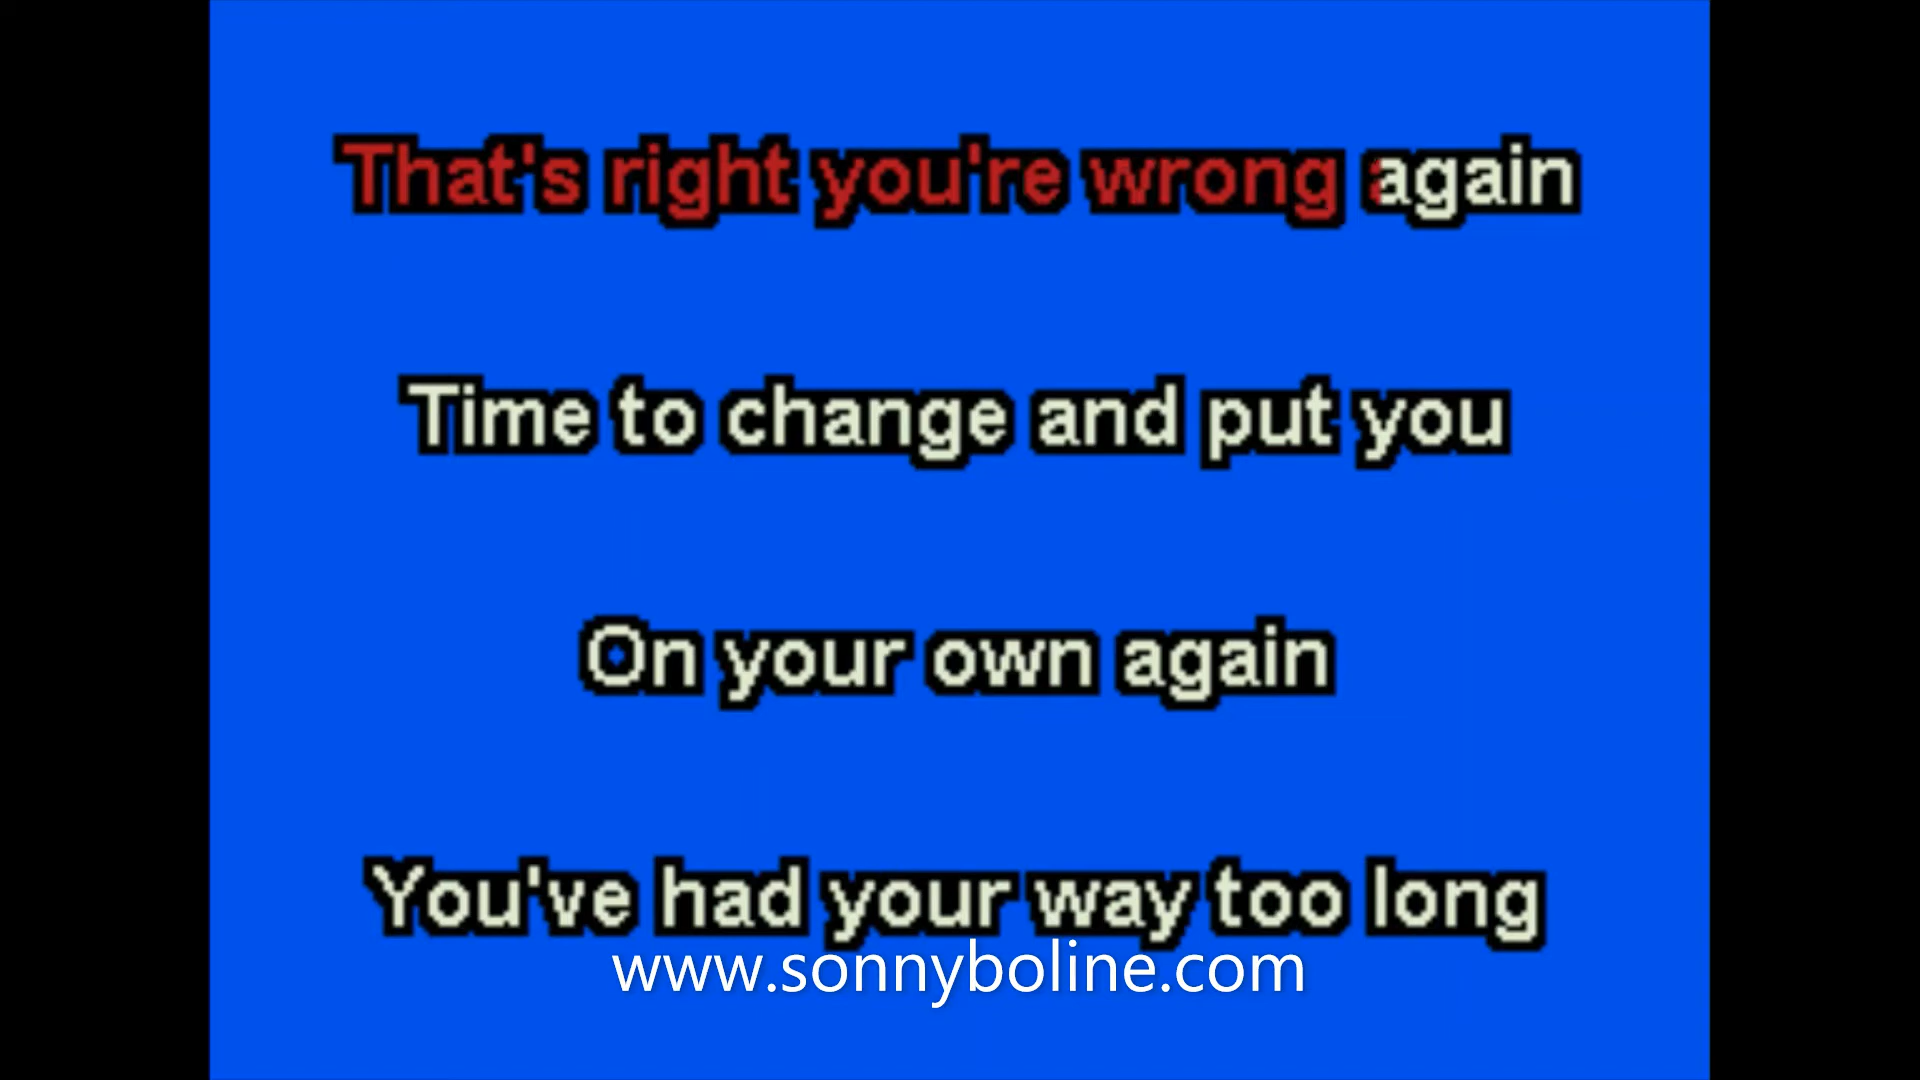 That's right you're wrong again
Time to change and put you
On your own again
You've had your way too long
www.sonnyboline.com